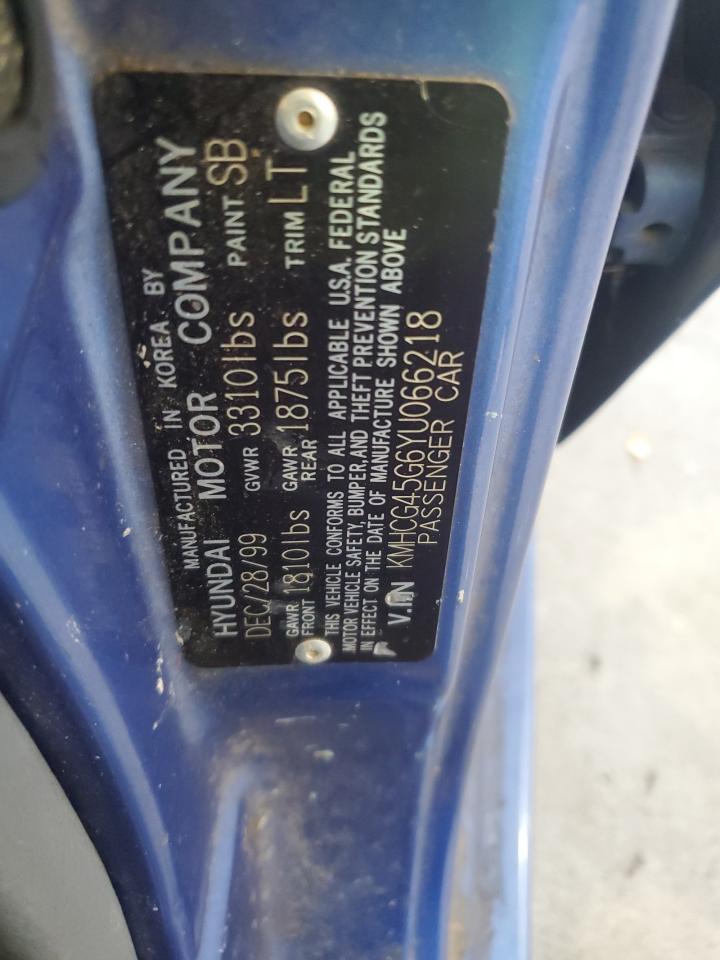 MANUFACTURED IN KOREA BY
HYUNDAI MOTOR COMPANY
DEC/28/99 GVWR 3310lbs PAINT SB
GAWR FRONT 1810lbs GAWR REAR 1875lbs TRIM LT
THIS VEHICLE CONFORMS TO ALL APPLICABLE U.S.A. FEDERAL
MOTOR VEHICLE SAFETY, BUMPER, AND THEFT PREVENTION STANDARDS
IN EFFECT ON THE DATE OF MANUFACTURE SHOWN ABOVE
V.I.N KMHCG45G6YU066218
PASSENGER CAR